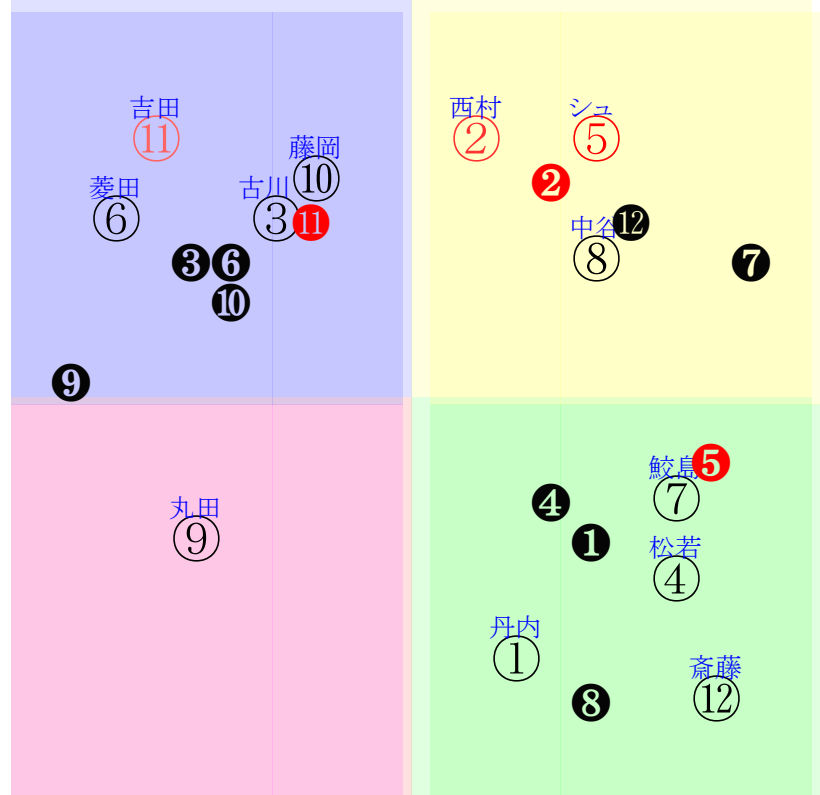 吉田
⑪
西村
②
シュ
⑤
藤岡
⑩
菱田
⑥
古川
③
⓫
❷
中谷
⑧
⓬
❸
❻
❼
❿
❾
鮫島
⑦
❺
丸田
⑨
❹
❶
松若
④
丹内
①
斎藤
⑫
❽